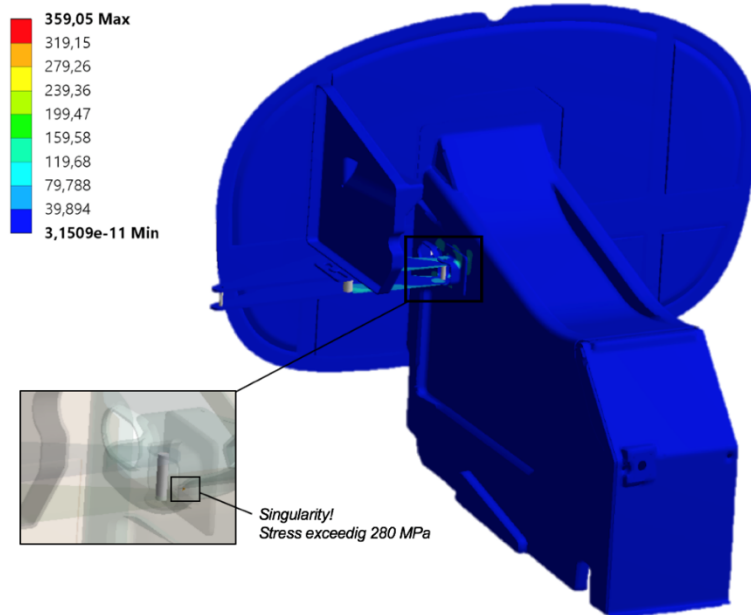 359,05 Max
319,15
279,26
239,36
199,47
159,58
119,68
79,788
39,894
3,1509e-11 Min
Singularity!
Stress exceedig 280 MPa